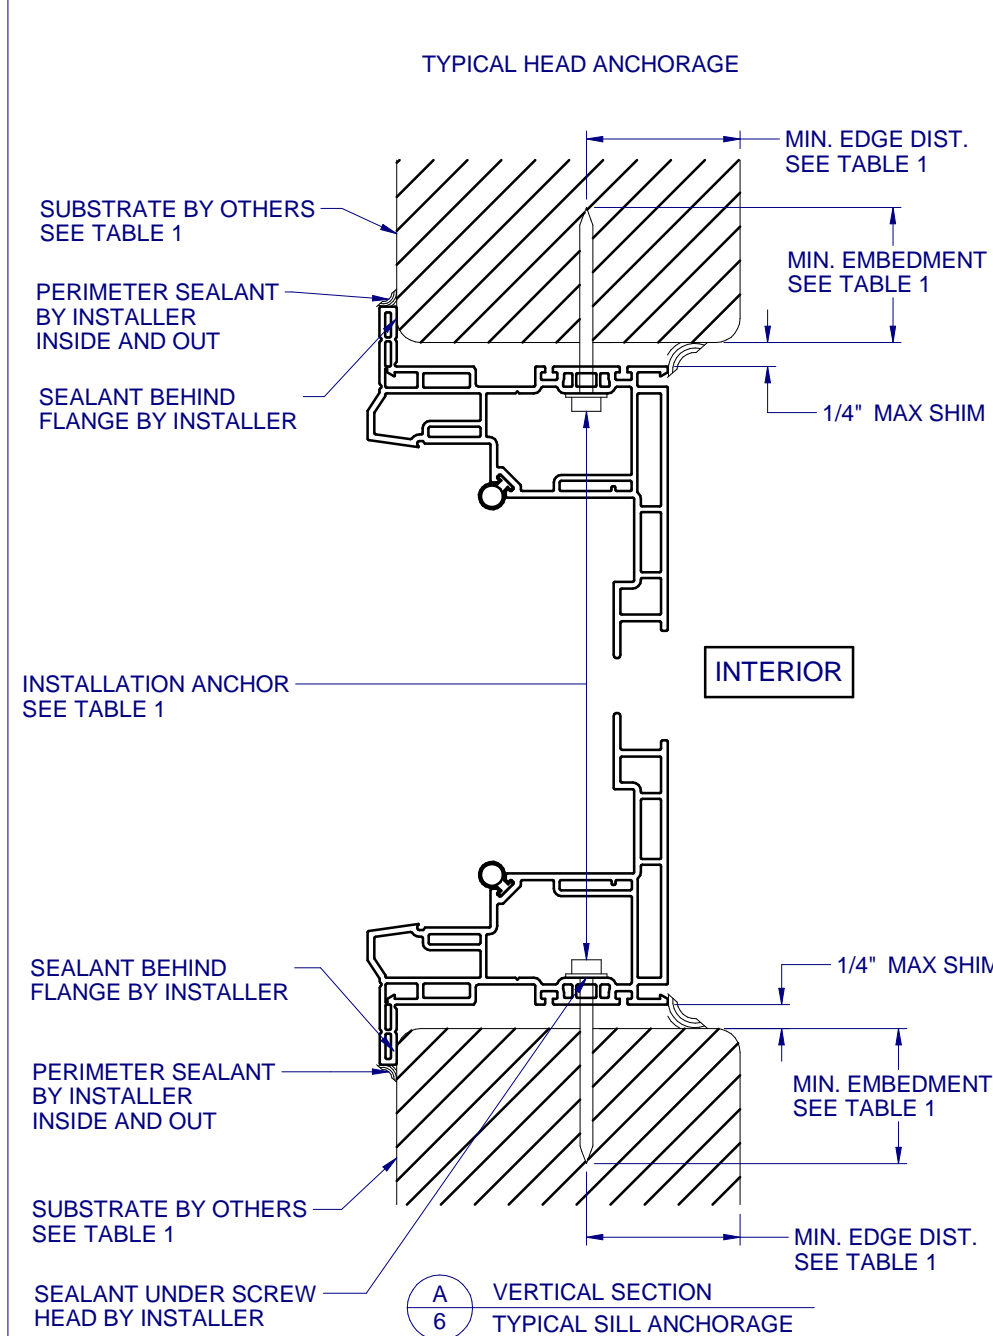 TYPICAL HEAD ANCHORAGE
MIN. EDGE DIST.
SEE TABLE 1
SUBSTRATE BY OTHERS
SEE TABLE 1
MIN. EMBEDMENT
SEE TABLE 1
PERIMETER SEALANT
BY INSTALLER
INSIDE AND OUT
SEALANT BEHIND
FLANGE BY INSTALLER
1/4" MAX SHIM
INTERIOR
INSTALLATION ANCHOR
SEE TABLE 1
SEALANT BEHIND
FLANGE BY INSTALLER
1/4" MAX SHIM
PERIMETER SEALANT
BY INSTALLER
INSIDE AND OUT
MIN. EMBEDMENT
SEE TABLE 1
SUBSTRATE BY OTHERS
SEE TABLE 1
MIN. EDGE DIST.
SEE TABLE 1
SEALANT UNDER SCREW
HEAD BY INSTALLER
A
6
VERTICAL SECTION
TYPICAL SILL ANCHORAGE